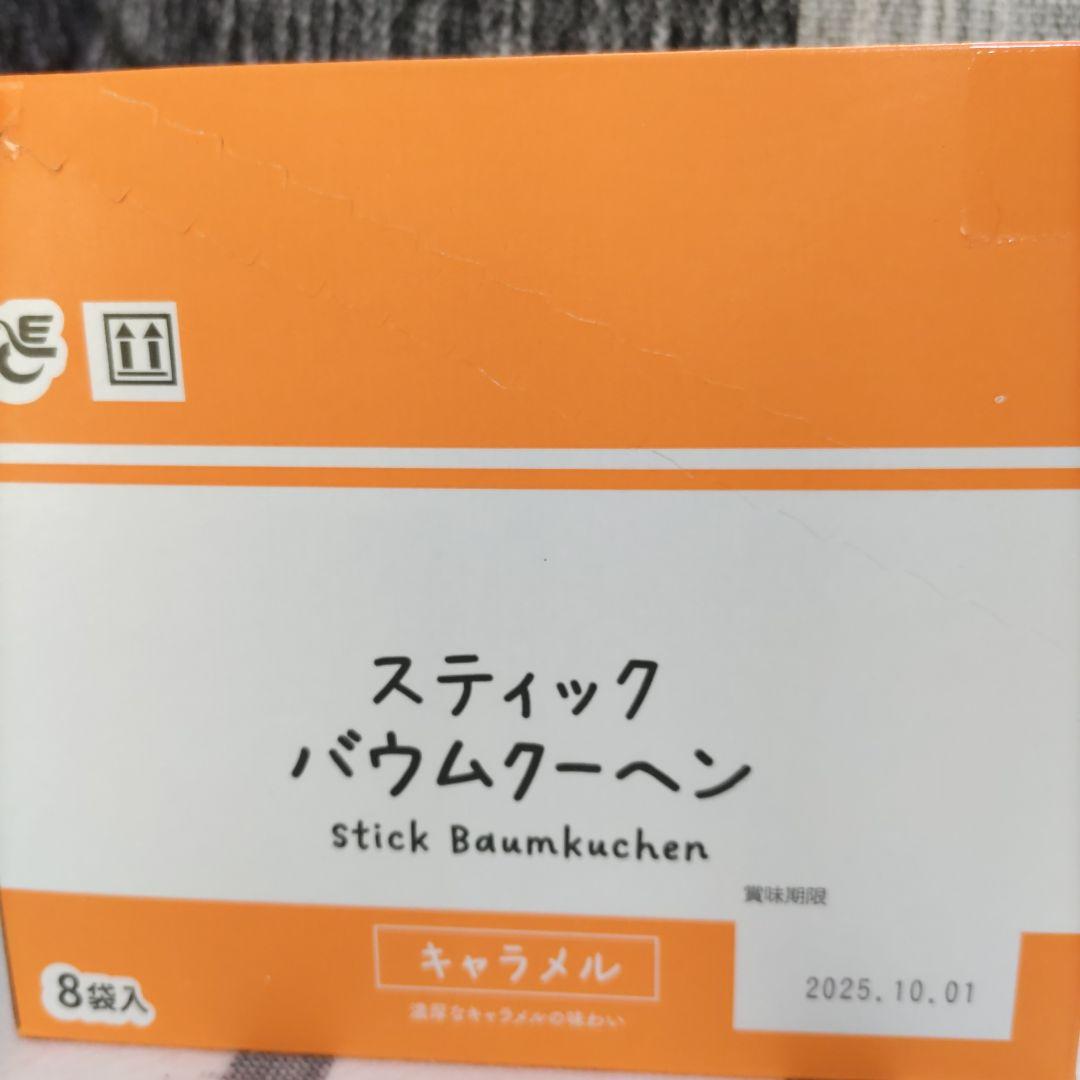 スティック
バウムクーヘン
Stick Baumkuchen
賞味期限
キャラメル
2025.10.01
8袋入
濃厚なキャラメルの味わい